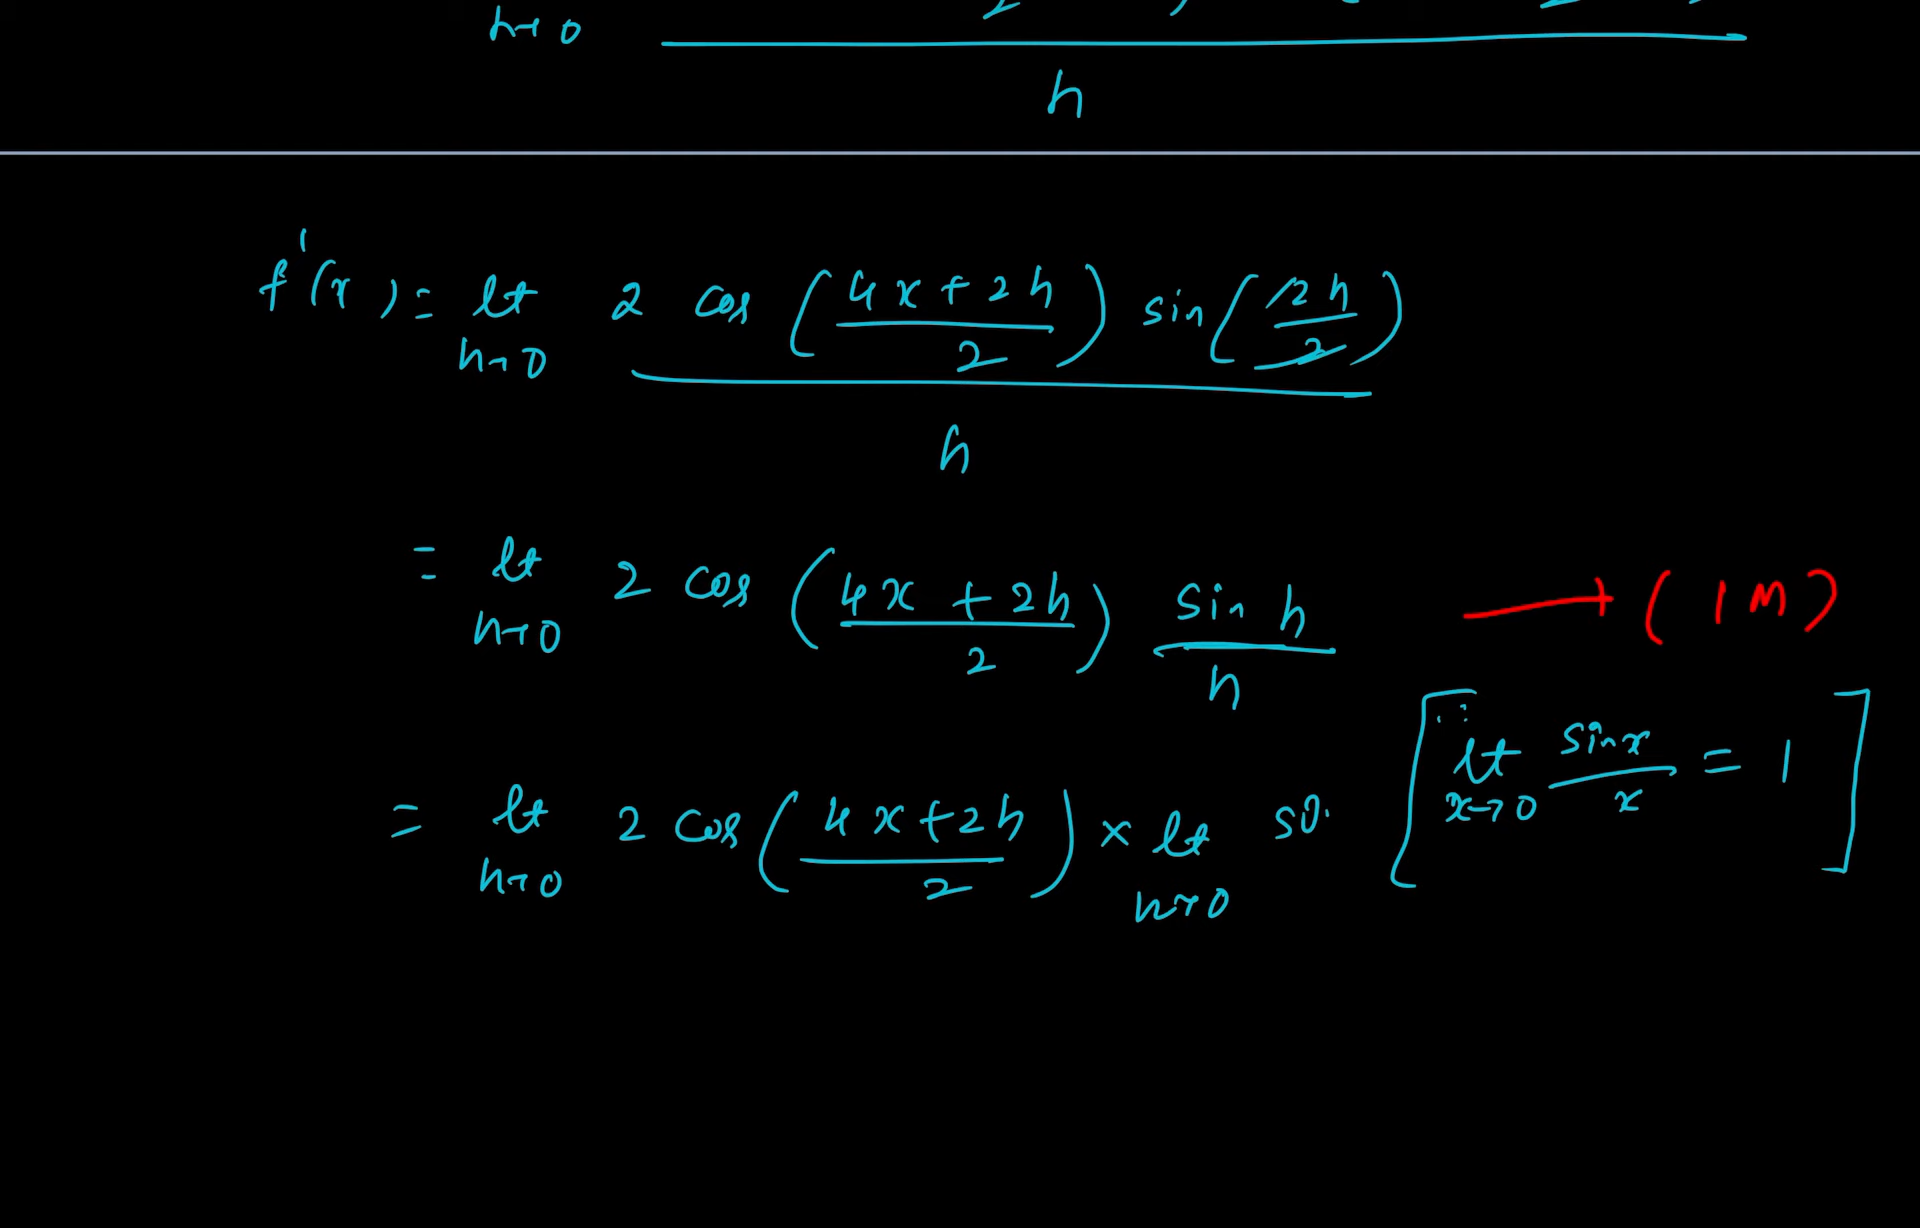 h→0
h
f'(x) = lt h→0 2 cos((4x+2h)/2) sin(2h/2) / h
= lt h→0 2 cos((4x+2h)/2) sin h / h → (1M)
[∵ lt x→0 sinx/x = 1]
= lt h→0 2 cos((4x+2h)/2) × lt h→0